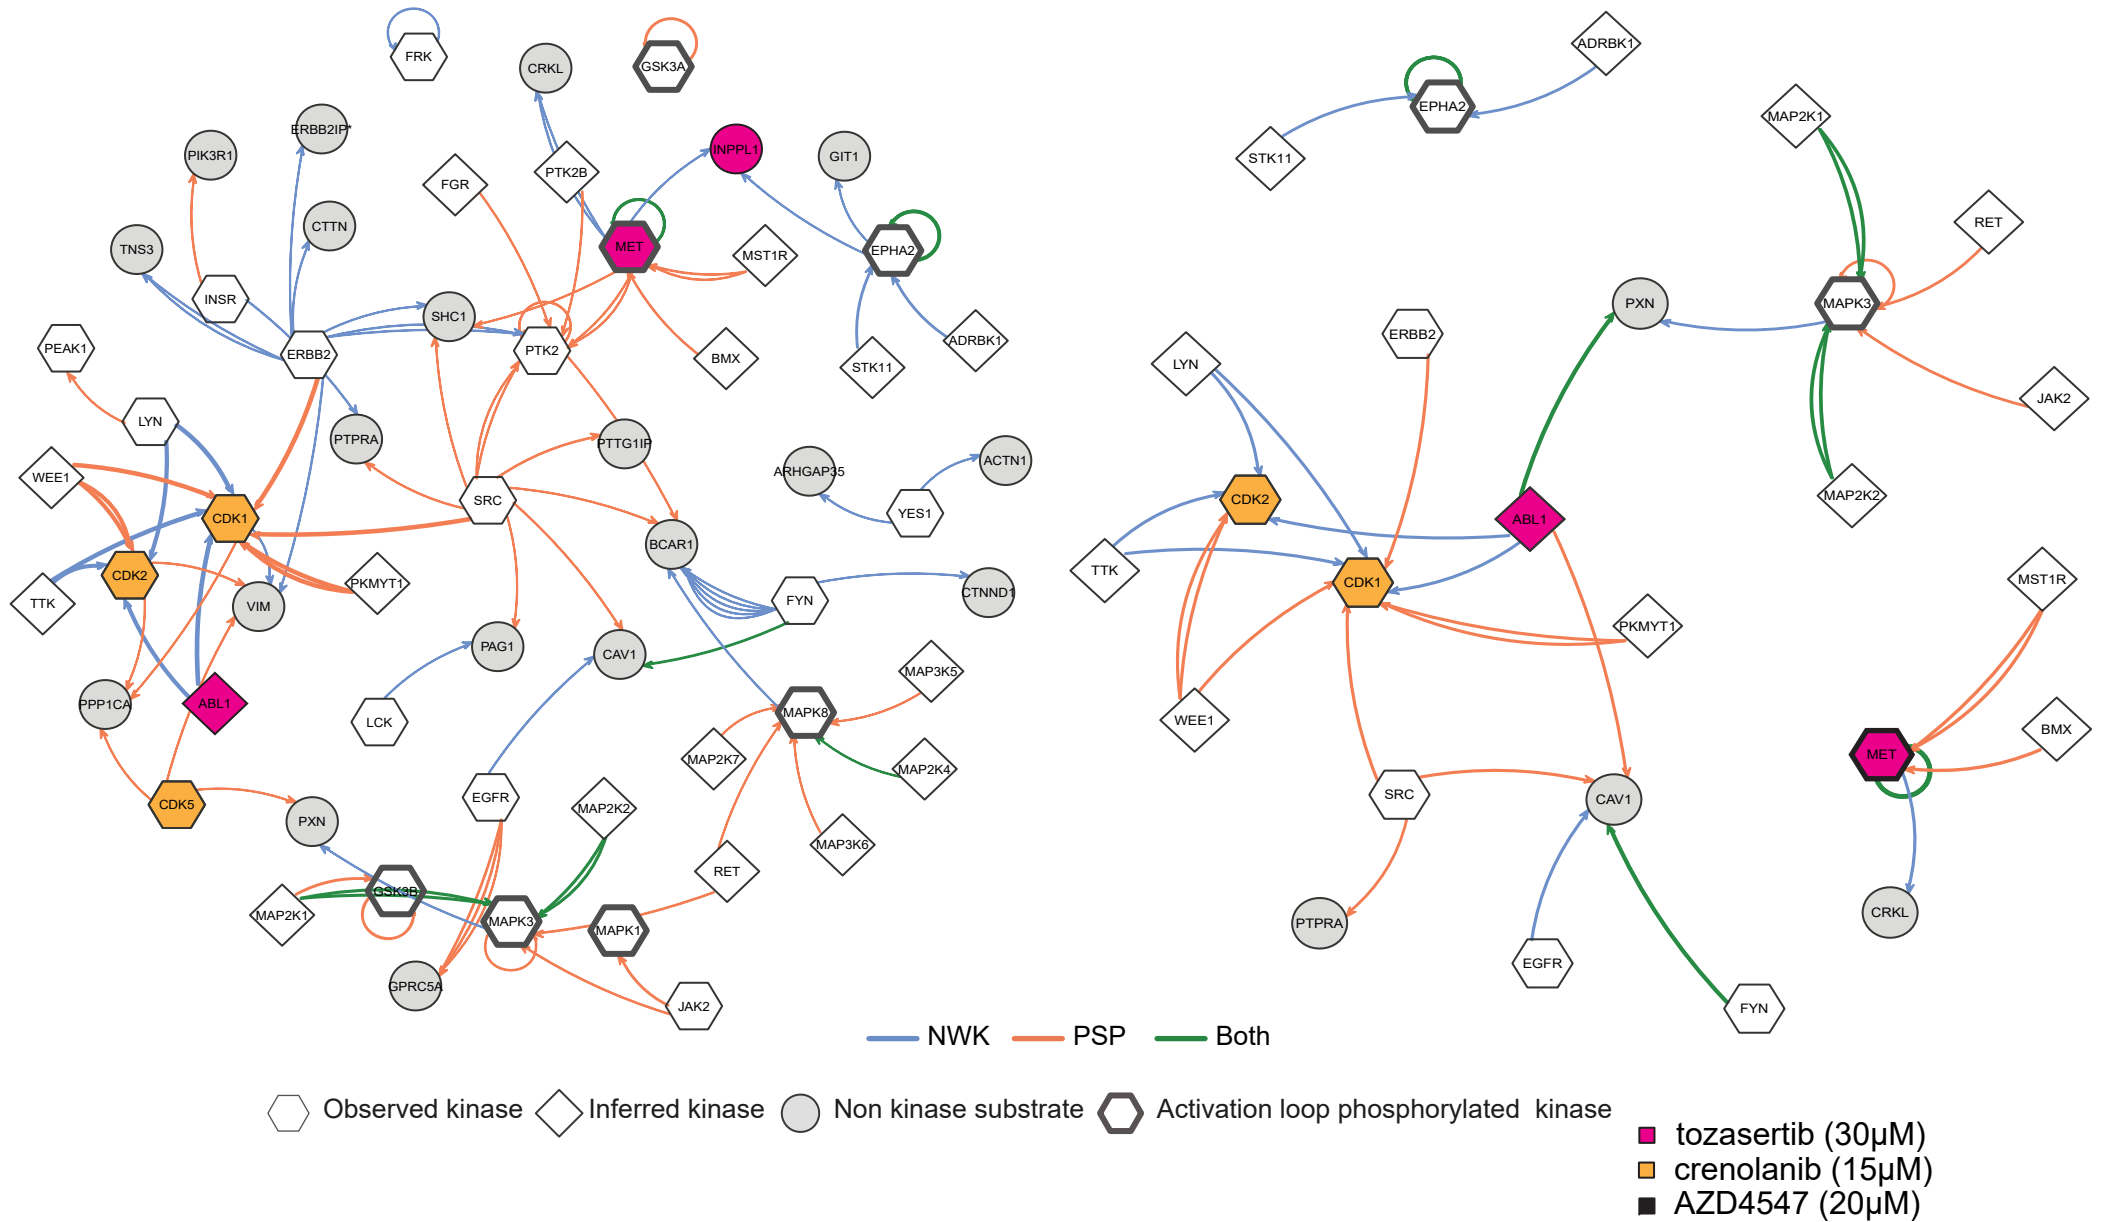 FRK
GSK3A
CRKL
ERBB2IP*
PIK3R1
INPPL1
GIT1
PTK2B
FGR
CTTN
TNS3
MET
MST1R
EPHA2
INSR
SHC1
PEAK1
ERBB2
PTK2
BMX
STK11
ADRBK1
LYN
PTPRA
PTTG1IP
ARHGAP35
ACTN1
WEE1
SRC
YES1
CDK1
BCAR1
CDK2
PKMYT1
TTK
VIM
FYN
CTNND1
PAG1
CAV1
MAP3K5
PPP1CA
ABL1
LCK
MAPK8
MAP2K7
MAP2K4
CDK5
EGFR
MAP2K2
PXN
MAP3K6
RET
GSK3B
MAP2K1
MAPK3
MAPK1
GPRC5A
JAK2
ADRBK1
EPHA2
STK11
MAP2K1
RET
PXN
MAPK3
ERBB2
LYN
JAK2
CDK2
ABL1
MAP2K2
TTK
CDK1
MST1R
PKMYT1
WEE1
BMX
MET
SRC
CAV1
PTPRA
CRKL
EGFR
FYN
NWK PSP Both
Observed kinase Inferred kinase Non kinase substrate Activation loop phosphorylated kinase
tozasertib (30µM)
crenolanib (15µM)
AZD4547 (20µM)